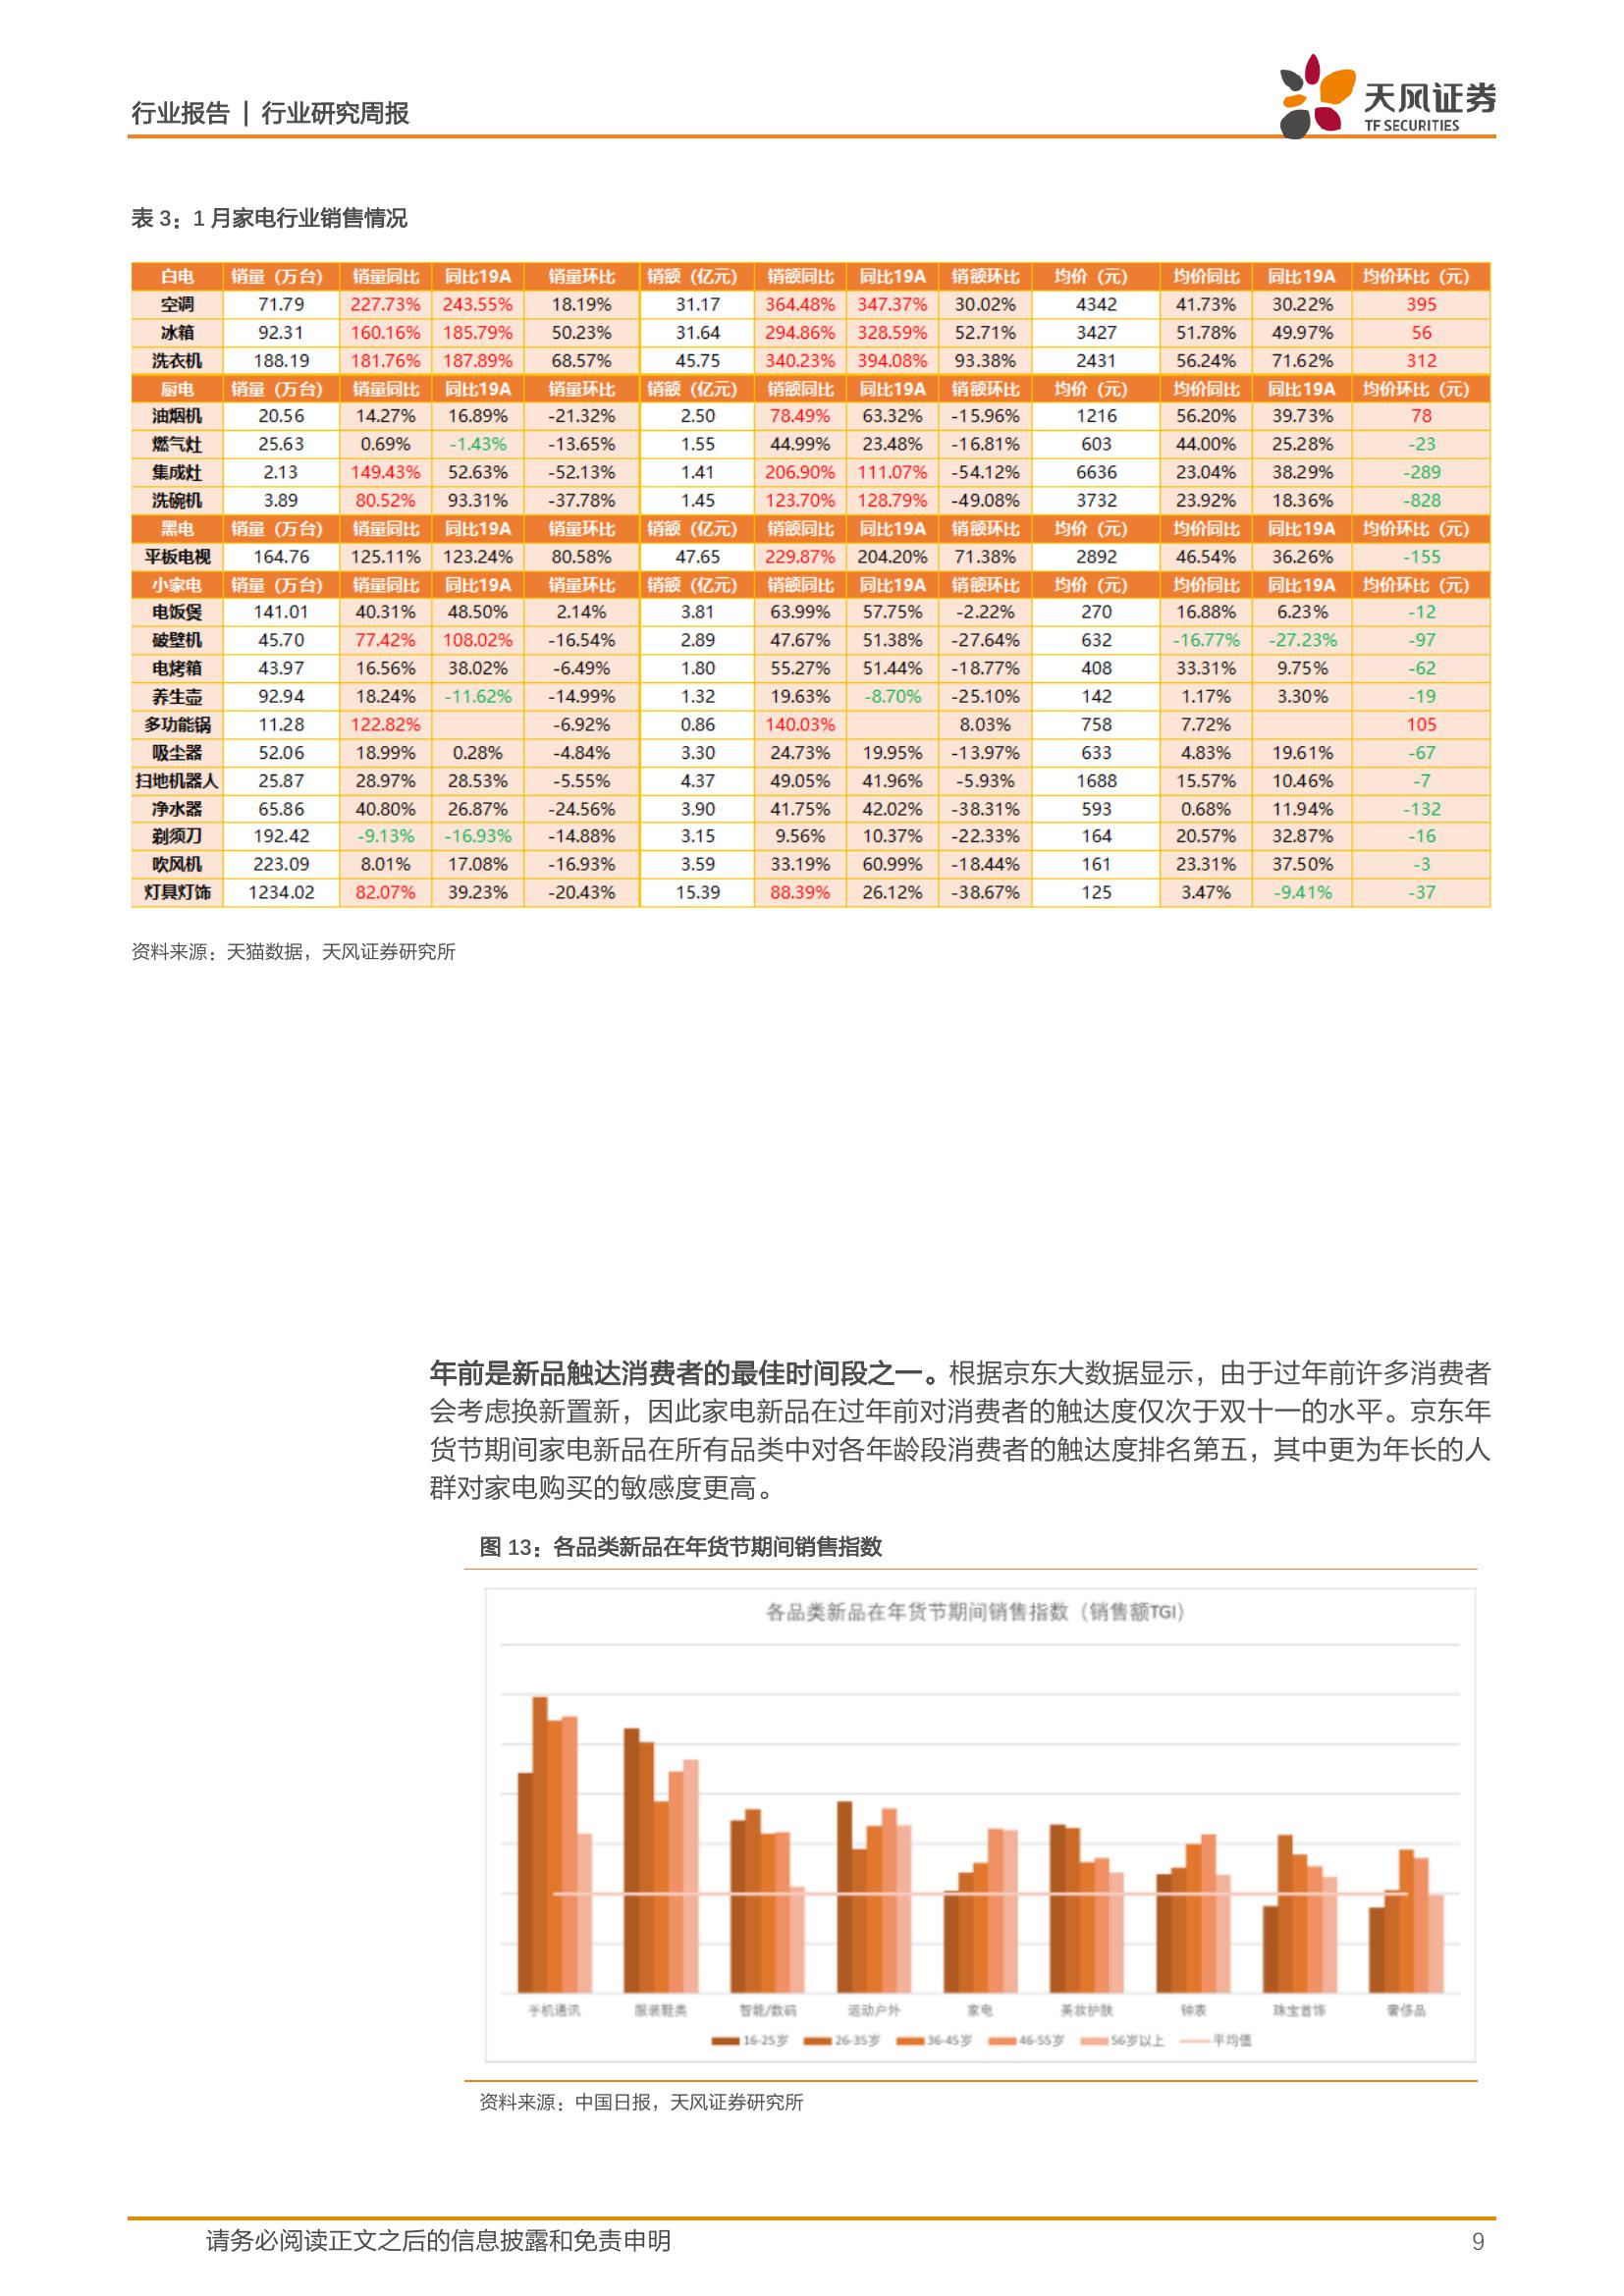 行业报告 | 行业研究周报
天风证券
TF SECURITIES
表 3：1 月家电行业销售情况
白电 销量（万台） 销量同比 同比19A 销量环比 销额（亿元） 销额同比 同比19A 销额环比 均价（元） 均价同比 同比19A 均价环比（元）
空调 71.79 227.73% 243.55% 18.19% 31.17 364.48% 347.37% 30.02% 4342 41.73% 30.22% 395
冰箱 92.31 160.16% 185.79% 50.23% 31.64 294.86% 328.59% 52.71% 3427 51.78% 49.97% 56
洗衣机 188.19 181.76% 187.89% 68.57% 45.75 340.23% 394.08% 93.38% 2431 56.24% 71.62% 312
厨电 销量（万台） 销量同比 同比19A 销量环比 销额（亿元） 销额同比 同比19A 销额环比 均价（元） 均价同比 同比19A 均价环比（元）
油烟机 20.56 14.27% 16.89% -21.32% 2.50 78.49% 63.32% -15.96% 1216 56.20% 39.73% 78
燃气灶 25.63 0.69% -1.43% -13.65% 1.55 44.99% 23.48% -16.81% 603 44.00% 25.28% -23
集成灶 2.13 149.43% 52.63% -52.13% 1.41 206.90% 111.07% -54.12% 6636 23.04% 38.29% -289
洗碗机 3.89 80.52% 93.31% -37.78% 1.45 123.70% 128.79% -49.08% 3732 23.92% 18.36% -828
黑电 销量（万台） 销量同比 同比19A 销量环比 销额（亿元） 销额同比 同比19A 销额环比 均价（元） 均价同比 同比19A 均价环比（元）
平板电视 164.76 125.11% 123.24% 80.58% 47.65 229.87% 204.20% 71.38% 2892 46.54% 36.26% -155
小家电 销量（万台） 销量同比 同比19A 销量环比 销额（亿元） 销额同比 同比19A 销额环比 均价（元） 均价同比 同比19A 均价环比（元）
电饭煲 141.01 40.31% 48.50% 2.14% 3.81 63.99% 57.75% -2.22% 270 16.88% 6.23% -12
破壁机 45.70 77.42% 108.02% -16.54% 2.89 47.67% 51.38% -27.64% 632 -16.77% -27.23% -97
电烤箱 43.97 16.56% 38.02% -6.49% 1.80 55.27% 51.44% -18.77% 408 33.31% 9.75% -62
养生壶 92.94 18.24% -11.62% -14.99% 1.32 19.63% -8.70% -25.10% 142 1.17% 3.30% -19
多功能锅 11.28 122.82% -6.92% 0.86 140.03% 8.03% 758 7.72% 105
吸尘器 52.06 18.99% 0.28% -4.84% 3.30 24.73% 19.95% -13.97% 633 4.83% 19.61% -67
扫地机器人 25.87 28.97% 28.53% -5.55% 4.37 49.05% 41.96% -5.93% 1688 15.57% 10.46% -7
净水器 65.86 40.80% 26.87% -24.56% 3.90 41.75% 42.02% -38.31% 593 0.68% 11.94% -132
剃须刀 192.42 -9.13% -16.93% -14.88% 3.15 9.56% 10.37% -22.33% 164 20.57% 32.87% -16
吹风机 223.09 8.01% 17.08% -16.93% 3.59 33.19% 60.99% -18.44% 161 23.31% 37.50% -3
灯具灯饰 1234.02 82.07% 39.23% -20.43% 15.39 88.39% 26.12% -38.67% 125 3.47% -9.41% -37
资料来源：天猫数据，天风证券研究所
年前是新品触达消费者的最佳时间段之一。根据京东大数据显示，由于过年前许多消费者
会考虑换新置新，因此家电新品在过年前对消费者的触达度仅次于双十一的水平。京东年
货节期间家电新品在所有品类中对各年龄段消费者的触达度排名第五，其中更为年长的人
群对家电购买的敏感度更高。
图 13：各品类新品在年货节期间销售指数
各品类新品在年货节期间销售指数（销售额TGI）
手机通讯 服装鞋类 智能/数码 运动户外 家电 美妆护肤 钟表 珠宝首饰 奢侈品
16-25岁 26-35岁 36-45岁 46-55岁 56岁以上 平均值
资料来源：中国日报，天风证券研究所
请务必阅读正文之后的信息披露和免责申明 9